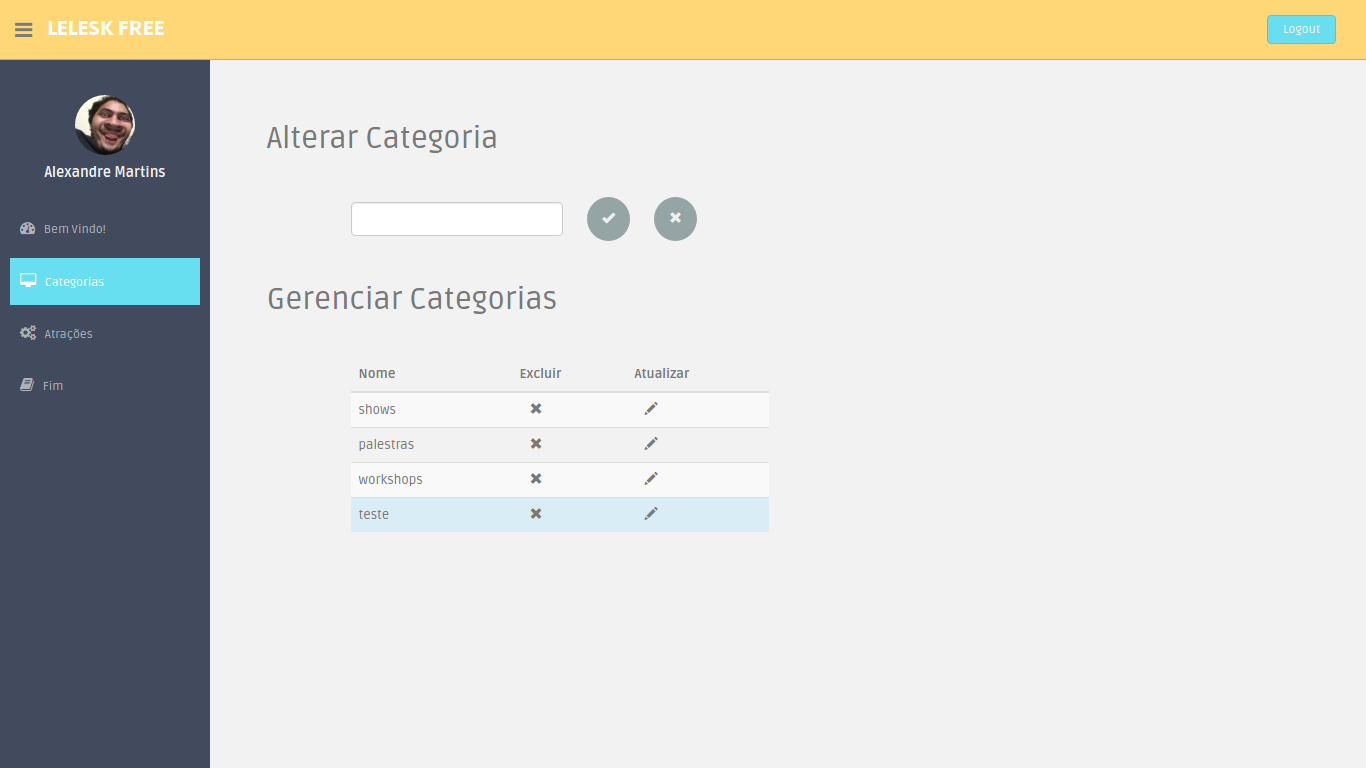 LELESK FREE
Logout
Alexandre Martins
Bem Vindo!
Categorias
Atrações
Fim
Alterar Categoria
Gerenciar Categorias
Nome Excluir Atualizar
shows
palestras
workshops
teste